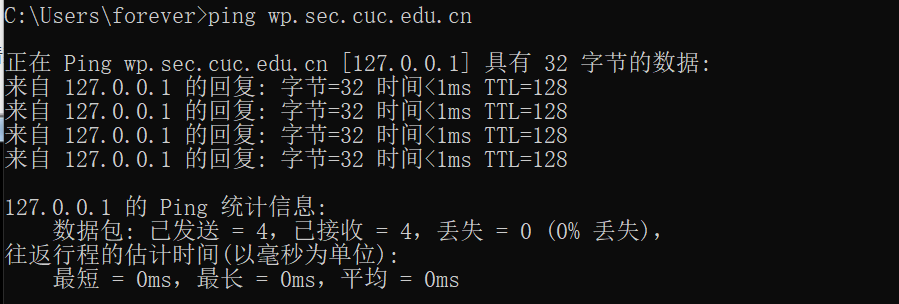 C:\Users\forever>ping wp.sec.cuc.edu.cn
正在 Ping wp.sec.cuc.edu.cn [127.0.0.1] 具有 32 字节的数据:
来自 127.0.0.1 的回复: 字节=32 时间<1ms TTL=128
来自 127.0.0.1 的回复: 字节=32 时间<1ms TTL=128
来自 127.0.0.1 的回复: 字节=32 时间<1ms TTL=128
来自 127.0.0.1 的回复: 字节=32 时间<1ms TTL=128
127.0.0.1 的 Ping 统计信息:
数据包: 已发送 = 4，已接收 = 4，丢失 = 0 (0% 丢失)，
往返行程的估计时间(以毫秒为单位):
最短 = 0ms，最长 = 0ms，平均 = 0ms